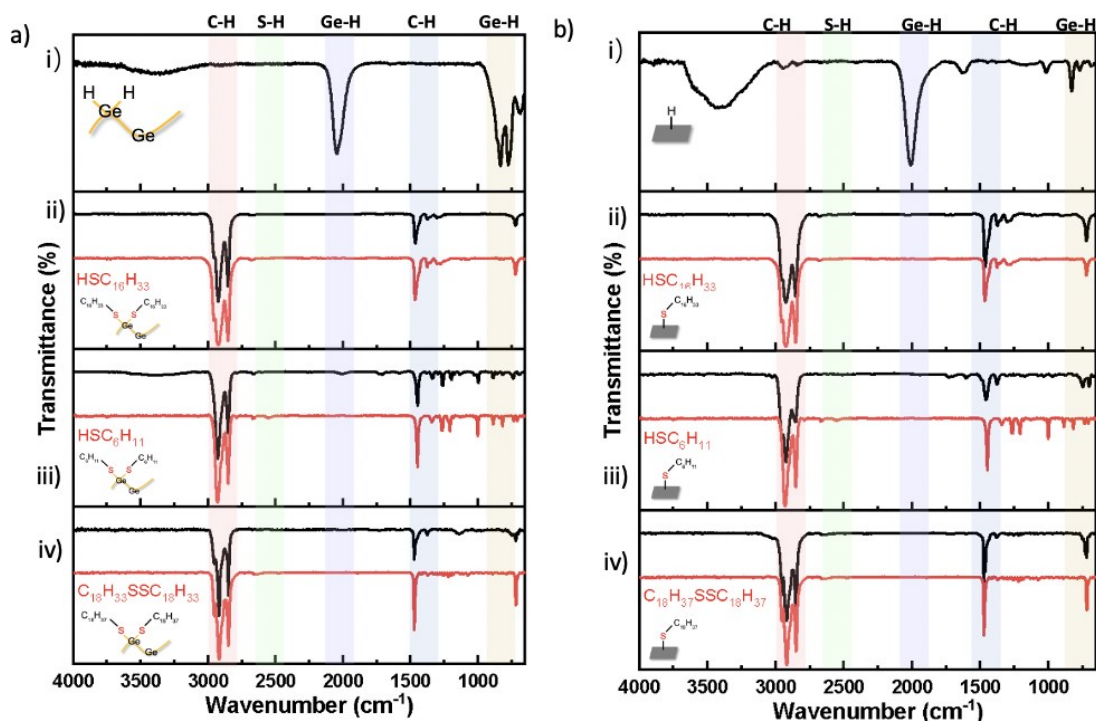 a)
C-H S-H Ge-H C-H Ge-H
i)
H H
Ge
Ge
ii)
HSC16H33
C16H33 C16H33
S S
Ge
Ge
HSC6H11
C6H11 C6H11
S S
iii)
Ge
Ge
iv)
C18H33SSC18H33
C18H37 C18H37
S S
Ge
Ge
Transmittance (%)
4000 3500 3000 2500 2000 1500 1000
Wavenumber (cm-1)
b)
C-H S-H Ge-H C-H Ge-H
i)
H
ii)
HSC16H33
C16H33
S
HSC6H11
C6H11
S
iii)
iv)
C18H37SSC18H37
C18H37
S
Transmittance (%)
4000 3500 3000 2500 2000 1500 1000
Wavenumber (cm-1)